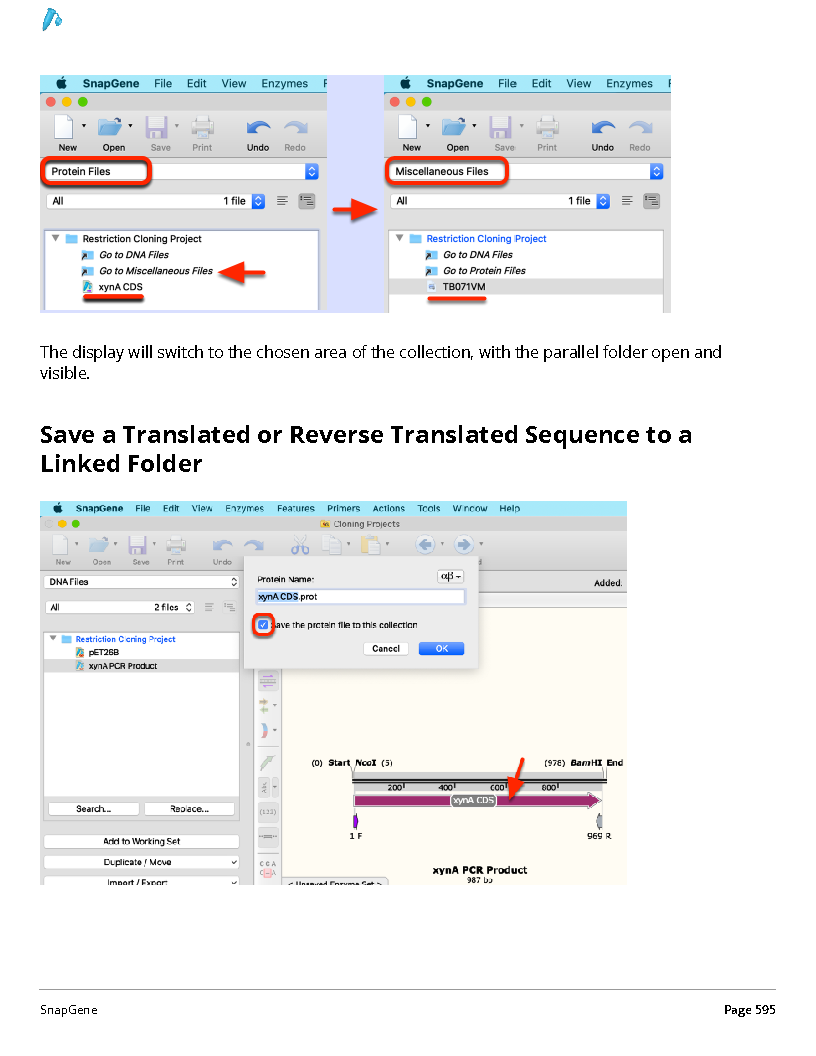 SnapGene File Edit View Enzymes F
New Open Save Print Undo Redo
Protein Files
All 1 file
Restriction Cloning Project
Go to DNA Files
Go to Miscellaneous Files
xynA CDS
SnapGene File Edit View Enzymes
New Open Save Print Undo Redo
Miscellaneous Files
All 1 file
Restriction Cloning Project
Go to DNA Files
Go to Protein Files
TB071VM
The display will switch to the chosen area of the collection, with the parallel folder open and
visible.
Save a Translated or Reverse Translated Sequence to a
Linked Folder
SnapGene File Edit View Enzymes Features Primers Actions Tools Window Help
Cloning Projects
New Open Save Print Undo
DNA Files
All 2 files
Restriction Cloning Project
pET26B
xynA PCR Product
Search... Replace...
Add to Working Set
Duplicate / Move
Import / Export
Protein Name: αβ
xynA CDS.prot
Save the protein file to this collection
Cancel OK
Added:
(0) Start NcoI (5) (978) BamHI End
200 400 600 800
xynA CDS
1 F 969 R
xynA PCR Product
987 bp
< Unsaved Enzyme Set >
SnapGene Page 595